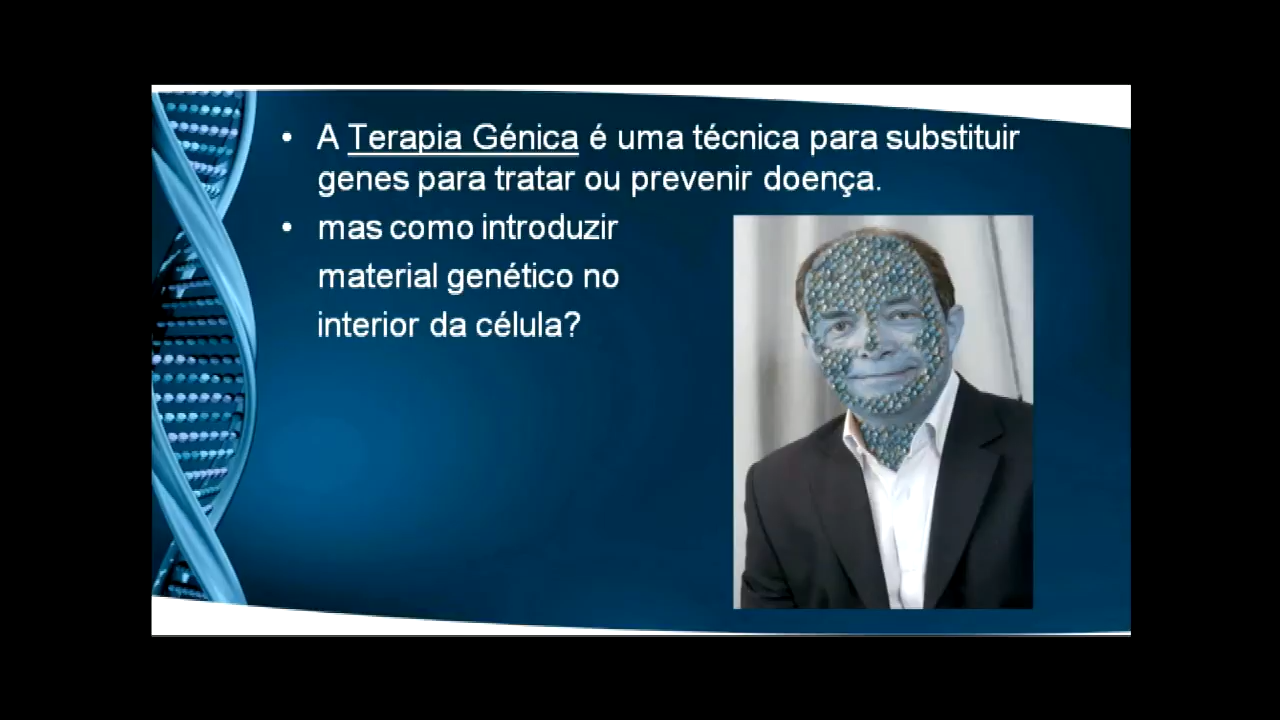 • A Terapia Génica é uma técnica para substituir
genes para tratar ou prevenir doença.
• mas como introduzir
material genético no
interior da célula?